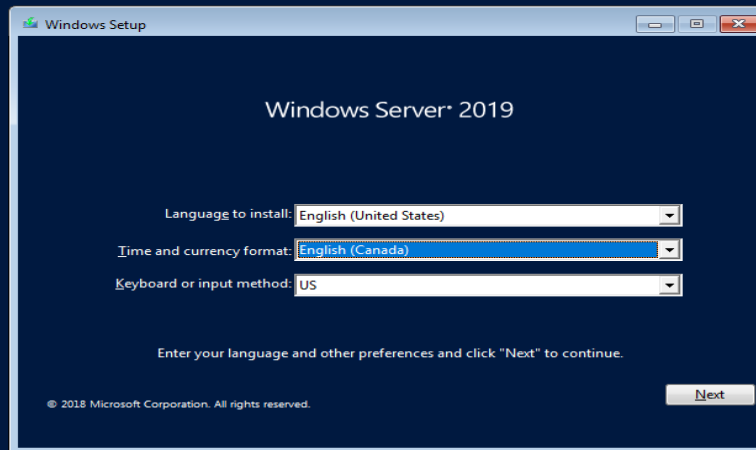 Windows Setup
Windows Server® 2019
Language to install: English (United States)
Time and currency format: English (Canada)
Keyboard or input method: US
Enter your language and other preferences and click "Next" to continue.
© 2018 Microsoft Corporation. All rights reserved.
Next